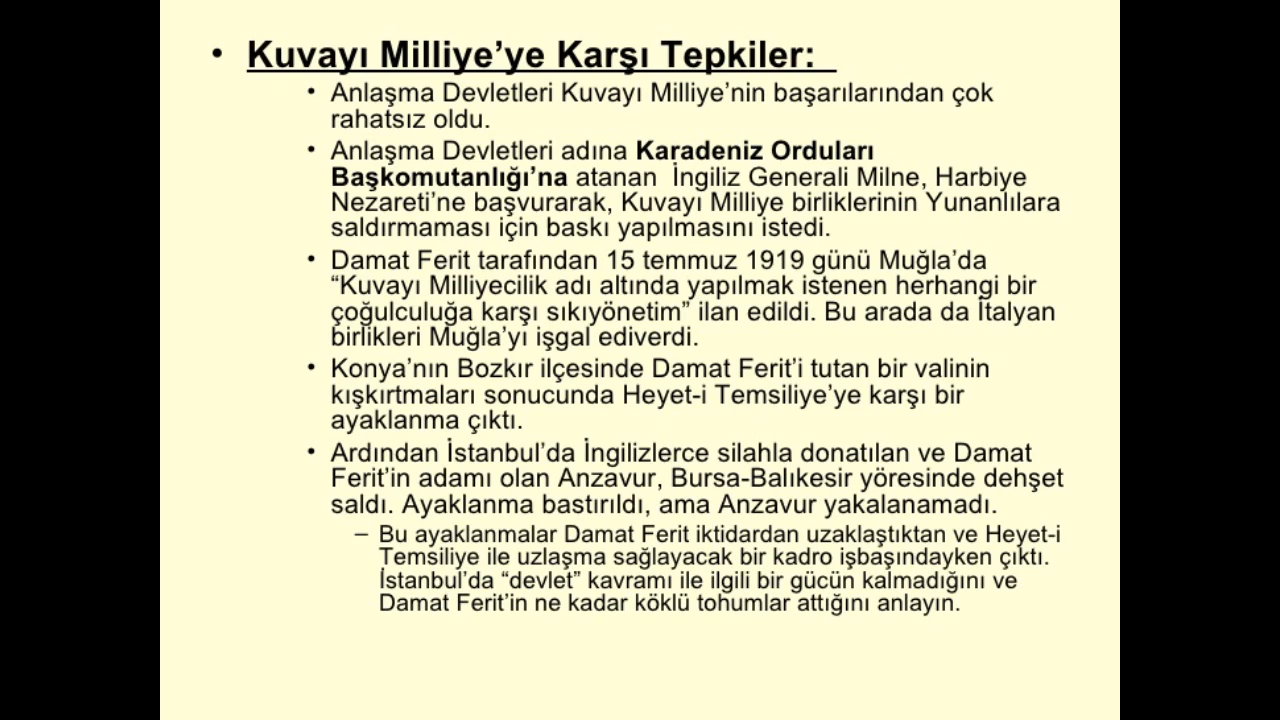 • Kuvayı Milliye’ye Karşı Tepkiler:
• Anlaşma Devletleri Kuvayı Milliye’nin başarılarından çok
rahatsız oldu.
• Anlaşma Devletleri adına Karadeniz Orduları
Başkomutanlığı’na atanan İngiliz Generali Milne, Harbiye
Nezareti’ne başvurarak, Kuvayı Milliye birliklerinin Yunanlılara
saldırmaması için baskı yapılmasını istedi.
• Damat Ferit tarafından 15 temmuz 1919 günü Muğla’da
“Kuvayı Milliyecilik adı altında yapılmak istenen herhangi bir
çoğulculuğa karşı sıkıyönetim” ilan edildi. Bu arada da İtalyan
birlikleri Muğla’yı işgal ediverdi.
• Konya’nın Bozkır ilçesinde Damat Ferit’i tutan bir valinin
kışkırtmaları sonucunda Heyet-i Temsiliye’ye karşı bir
ayaklanma çıktı.
• Ardından İstanbul’da İngilizlerce silahla donatılan ve Damat
Ferit’in adamı olan Anzavur, Bursa-Balıkesir yöresinde dehşet
saldı. Ayaklanma bastırıldı, ama Anzavur yakalanamadı.
– Bu ayaklanmalar Damat Ferit iktidardan uzaklaştıktan ve Heyet-i
Temsiliye ile uzlaşma sağlayacak bir kadro işbaşındayken çıktı.
İstanbul’da “devlet” kavramı ile ilgili bir gücün kalmadığını ve
Damat Ferit’in ne kadar köklü tohumlar attığını anlayın.